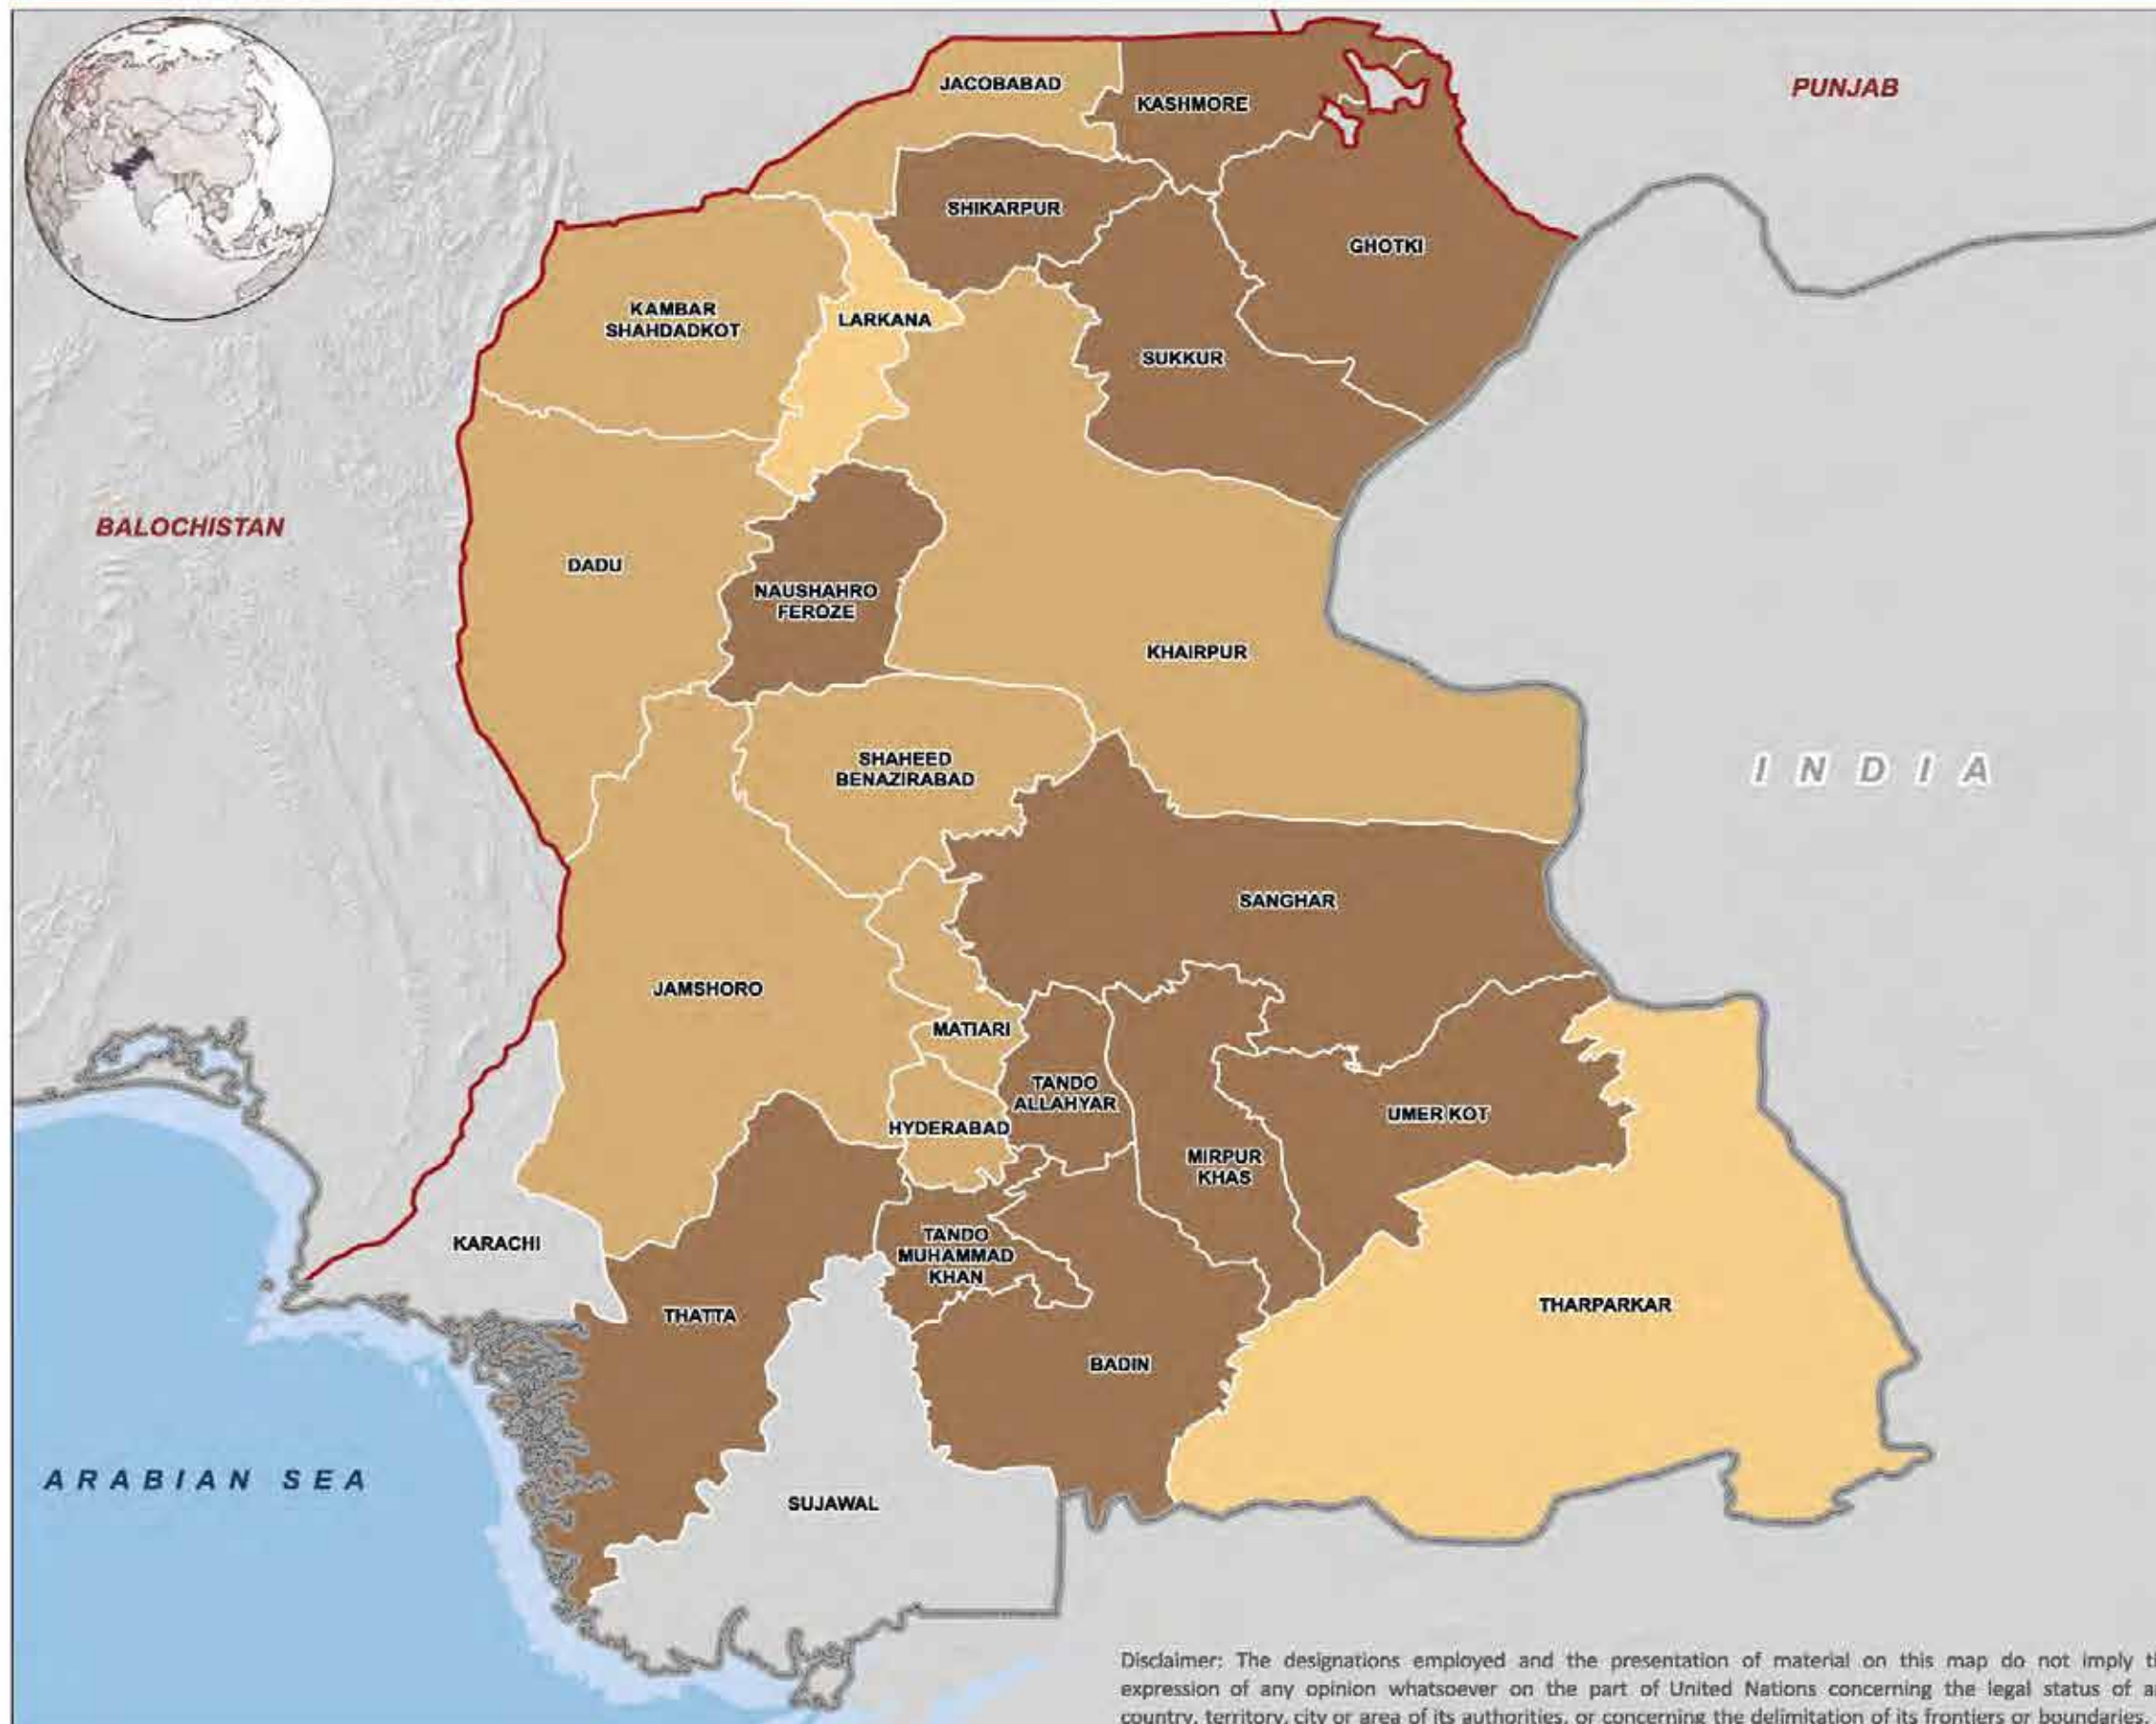 JACOBABAD
KASHMORE
PUNJAB
SHIKARPUR
GHOTKI
KAMBAR
SHAHDADKOT
LARKANA
SUKKUR
BALOCHISTAN
DADU
NAUSHAHRO
FEROZE
KHAIRPUR
SHAHEED
BENAZIRABAD
INDIA
SANGHAR
JAMSHORO
MATIARI
TANDO
ALLAHYAR
UMER KOT
HYDERABAD
MIRPUR
KHAS
KARACHI
TANDO
MUHAMMAD
KHAN
THATTA
THARPARKAR
BADIN
ARABIAN SEA
SUJAWAL
Disclaimer: The designations employed and the presentation of material on this map do not imply
expression of any opinion whatsoever on the part of United Nations concerning the legal status of
country, territory, city or area of its authorities, or concerning the delimitation of its frontiers or boundaries